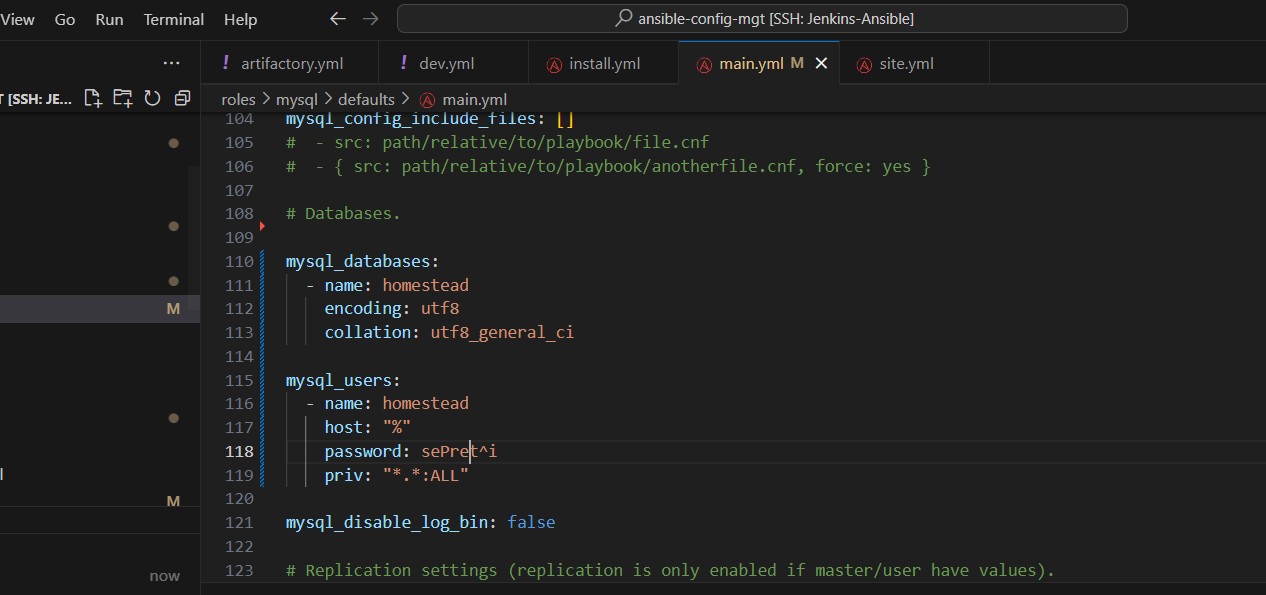 View Go Run Terminal Help ← → ansible-config-mgt [SSH: Jenkins-Ansible]
... ! artifactory.yml ! dev.yml install.yml main.yml M × site.yml
T [SSH: JE... roles > mysql > defaults > main.yml
104 mysql_config_include_files: []
105 #  - src: path/relative/to/playbook/file.cnf
106 #  - { src: path/relative/to/playbook/anotherfile.cnf, force: yes }
107
108 # Databases.
109
110 mysql_databases:
111   - name: homestead
112     encoding: utf8
113     collation: utf8_general_ci
114
115 mysql_users:
116   - name: homestead
117     host: "%"
118     password: sePret^i
119     priv: "*.*:ALL"
120
121 mysql_disable_log_bin: false
122
123 # Replication settings (replication is only enabled if master/user have values).
M
l
M
now